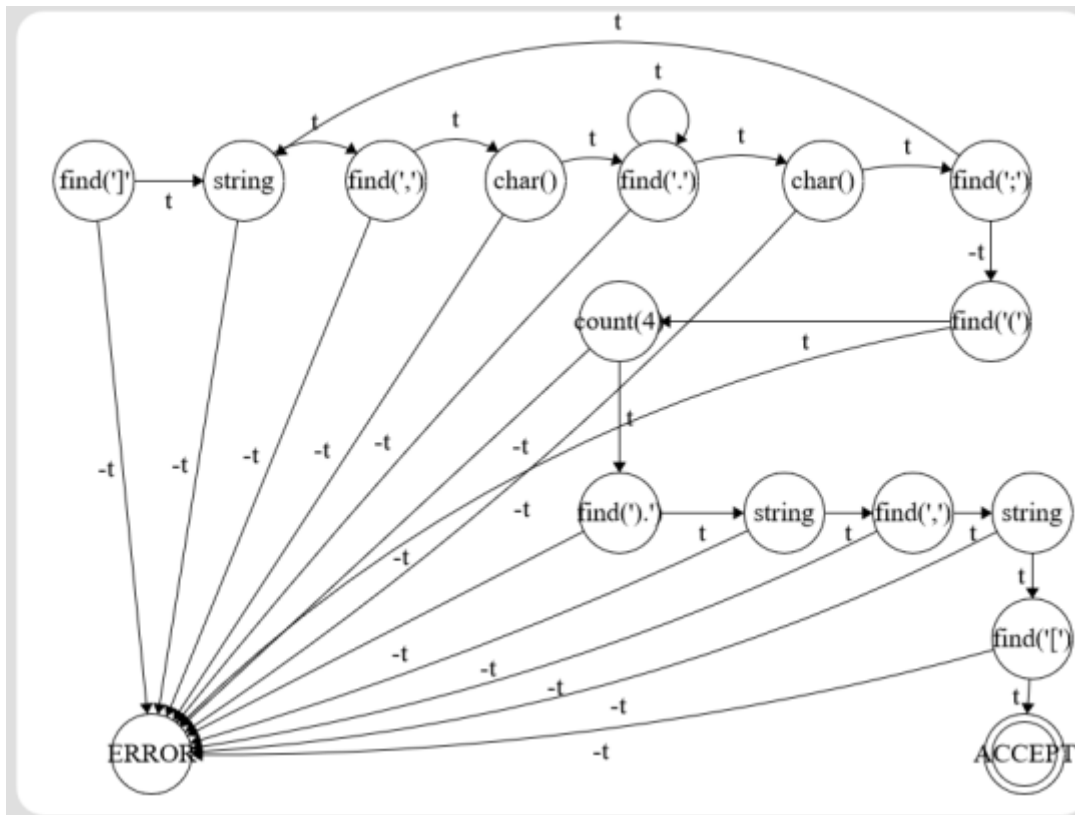 t
t
t t t t t
find(']' string find(',') char() find('.') char() find(';')
t
-t
count(4) find('(')
t
t
-t -t -t -t -t -t
-t
find(').') string find(',') string
t t t
-t
t
find('[')
-t
-t
-t
-t
t
-t
ERROR ACCEPT